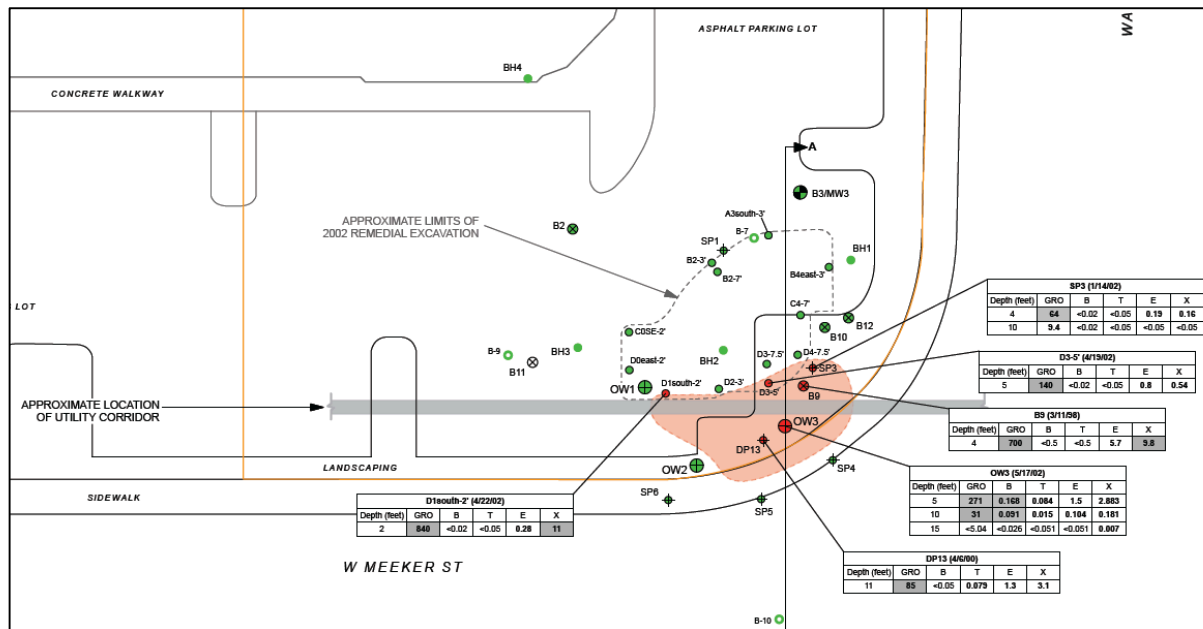 WA
ASPHALT PARKING LOT
BH4
CONCRETE WALKWAY
A
B3/MW3
APPROXIMATE LIMITS OF
2002 REMEDIAL EXCAVATION
A3south-3'
B2
B-7
SP1
B2-3'
B2-7'
BH1
B4east-3'
SP3 (1/14/02)
Depth (feet) GRO B T E X
4 64 <0.02 <0.05 0.19 0.16
10 9.4 <0.02 <0.05 <0.05 <0.05
LOT
C4-7'
B12
B10
C0SE-2'
B-9
B11
BH3
BH2
D3-7.5'
D4-7.5'
SP3
D0east-2'
D3-5' (4/19/02)
Depth (feet) GRO B T E X
5 140 <0.02 <0.05 0.8 0.54
OW1
D1south-2'
D2-3'
D3-5'
B9
APPROXIMATE LOCATION
OF UTILITY CORRIDOR
B9 (3/11/98)
Depth (feet) GRO B T E X
4 700 <0.5 <0.5 5.7 9.8
OW3
DP13
OW2
SP4
LANDSCAPING
SIDEWALK
SP6
SP5
OW3 (5/17/02)
Depth (feet) GRO B T E X
5 271 0.168 0.084 1.5 2.883
10 31 0.091 0.015 0.104 0.181
15 <5.04 <0.026 <0.051 <0.051 0.007
D1south-2' (4/22/02)
Depth (feet) GRO B T E X
2 840 <0.02 <0.05 0.28 11
DP13 (4/6/00)
Depth (feet) GRO B T E X
11 85 <0.05 0.079 1.3 3.1
W MEEKER ST
B-10